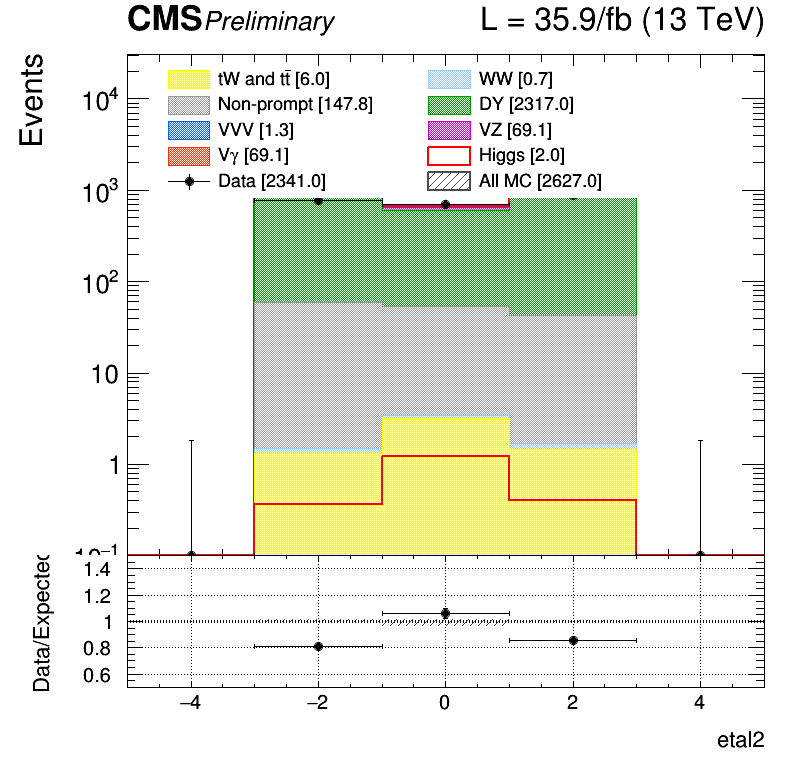 CMS Preliminary L = 35.9/fb (13 TeV)
Events
tW and tt̄ [6.0] WW [0.7]
Non-prompt [147.8] DY [2317.0]
VVV [1.3] VZ [69.1]
Vγ [69.1] Higgs [2.0]
Data [2341.0] All MC [2627.0]
10⁴
10³
10²
10
1
Data/Expected
1.4
1.2
1
0.8
0.6
−4 −2 0 2 4
etal2